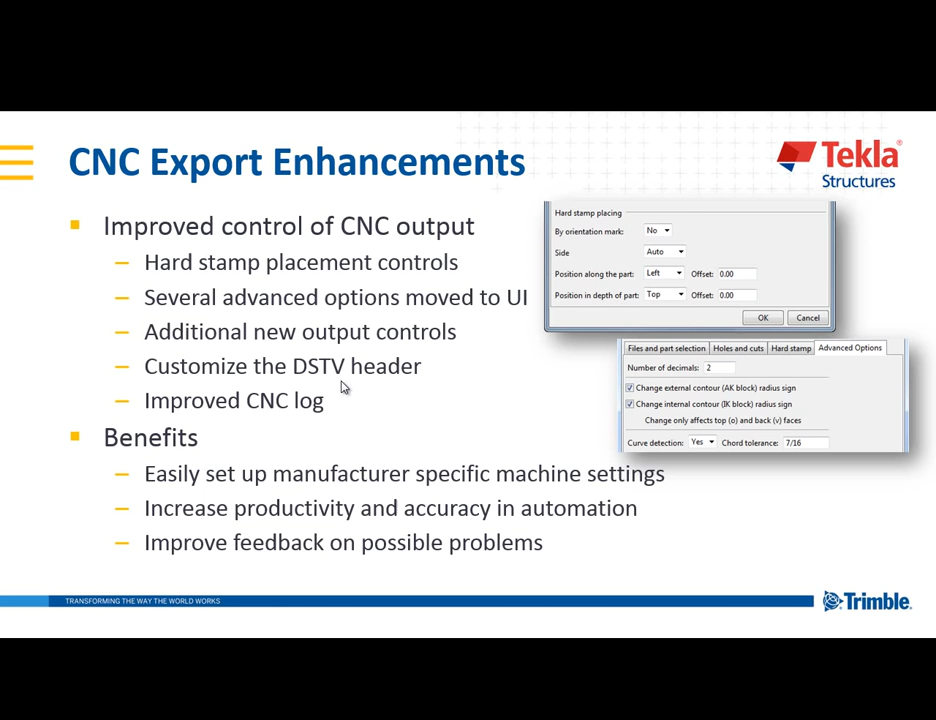 CNC Export Enhancements
Tekla®
Structures
Improved control of CNC output
– Hard stamp placement controls
– Several advanced options moved to UI
– Additional new output controls
– Customize the DSTV header
– Improved CNC log
Benefits
– Easily set up manufacturer specific machine settings
– Increase productivity and accuracy in automation
– Improve feedback on possible problems
Hard stamp placing
By orientation mark: No
Side Auto
Position along the part: Left Offset: 0.00
Position in depth of part: Top Offset: 0.00
OK Cancel
Files and part selection Holes and cuts Hard stamp Advanced Options
Number of decimals: 2
Change external contour (AK block) radius sign
Change internal contour (IK block) radius sign
Change only affects top (o) and back (v) faces
Curve detection: Yes Chord tolerance: 7/16
TRANSFORMING THE WAY THE WORLD WORKS
Trimble.